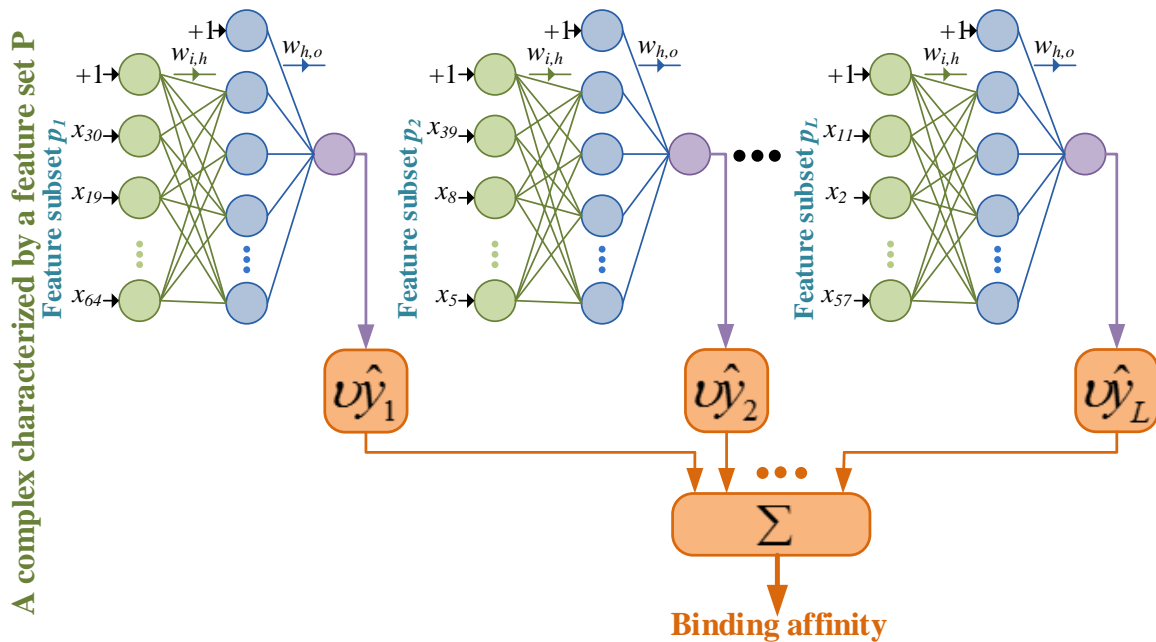 A complex characterized by a feature set P
Feature subset p1
+1
x30
x19
x64
wi,h
+1
wh,o
Feature subset p2
+1
x39
x8
x5
wi,h
+1
wh,o
Feature subset pL
+1
x11
x2
x57
wi,h
+1
wh,o
υŷ1
υŷ2
υŷL
Σ
Binding affinity